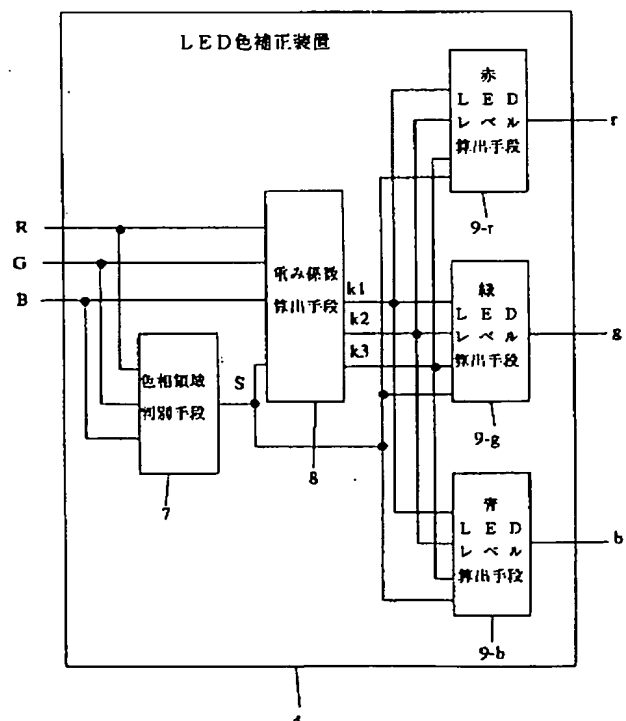 LED色補正装置
赤
LED
レベル
算出手段
r
9-r
R
G
B
重み係数
算出手段
k1
k2
k3
8
緑
LED
レベル
算出手段
g
9-g
色相領域
判別手段
S
7
青
LED
レベル
算出手段
b
9-b